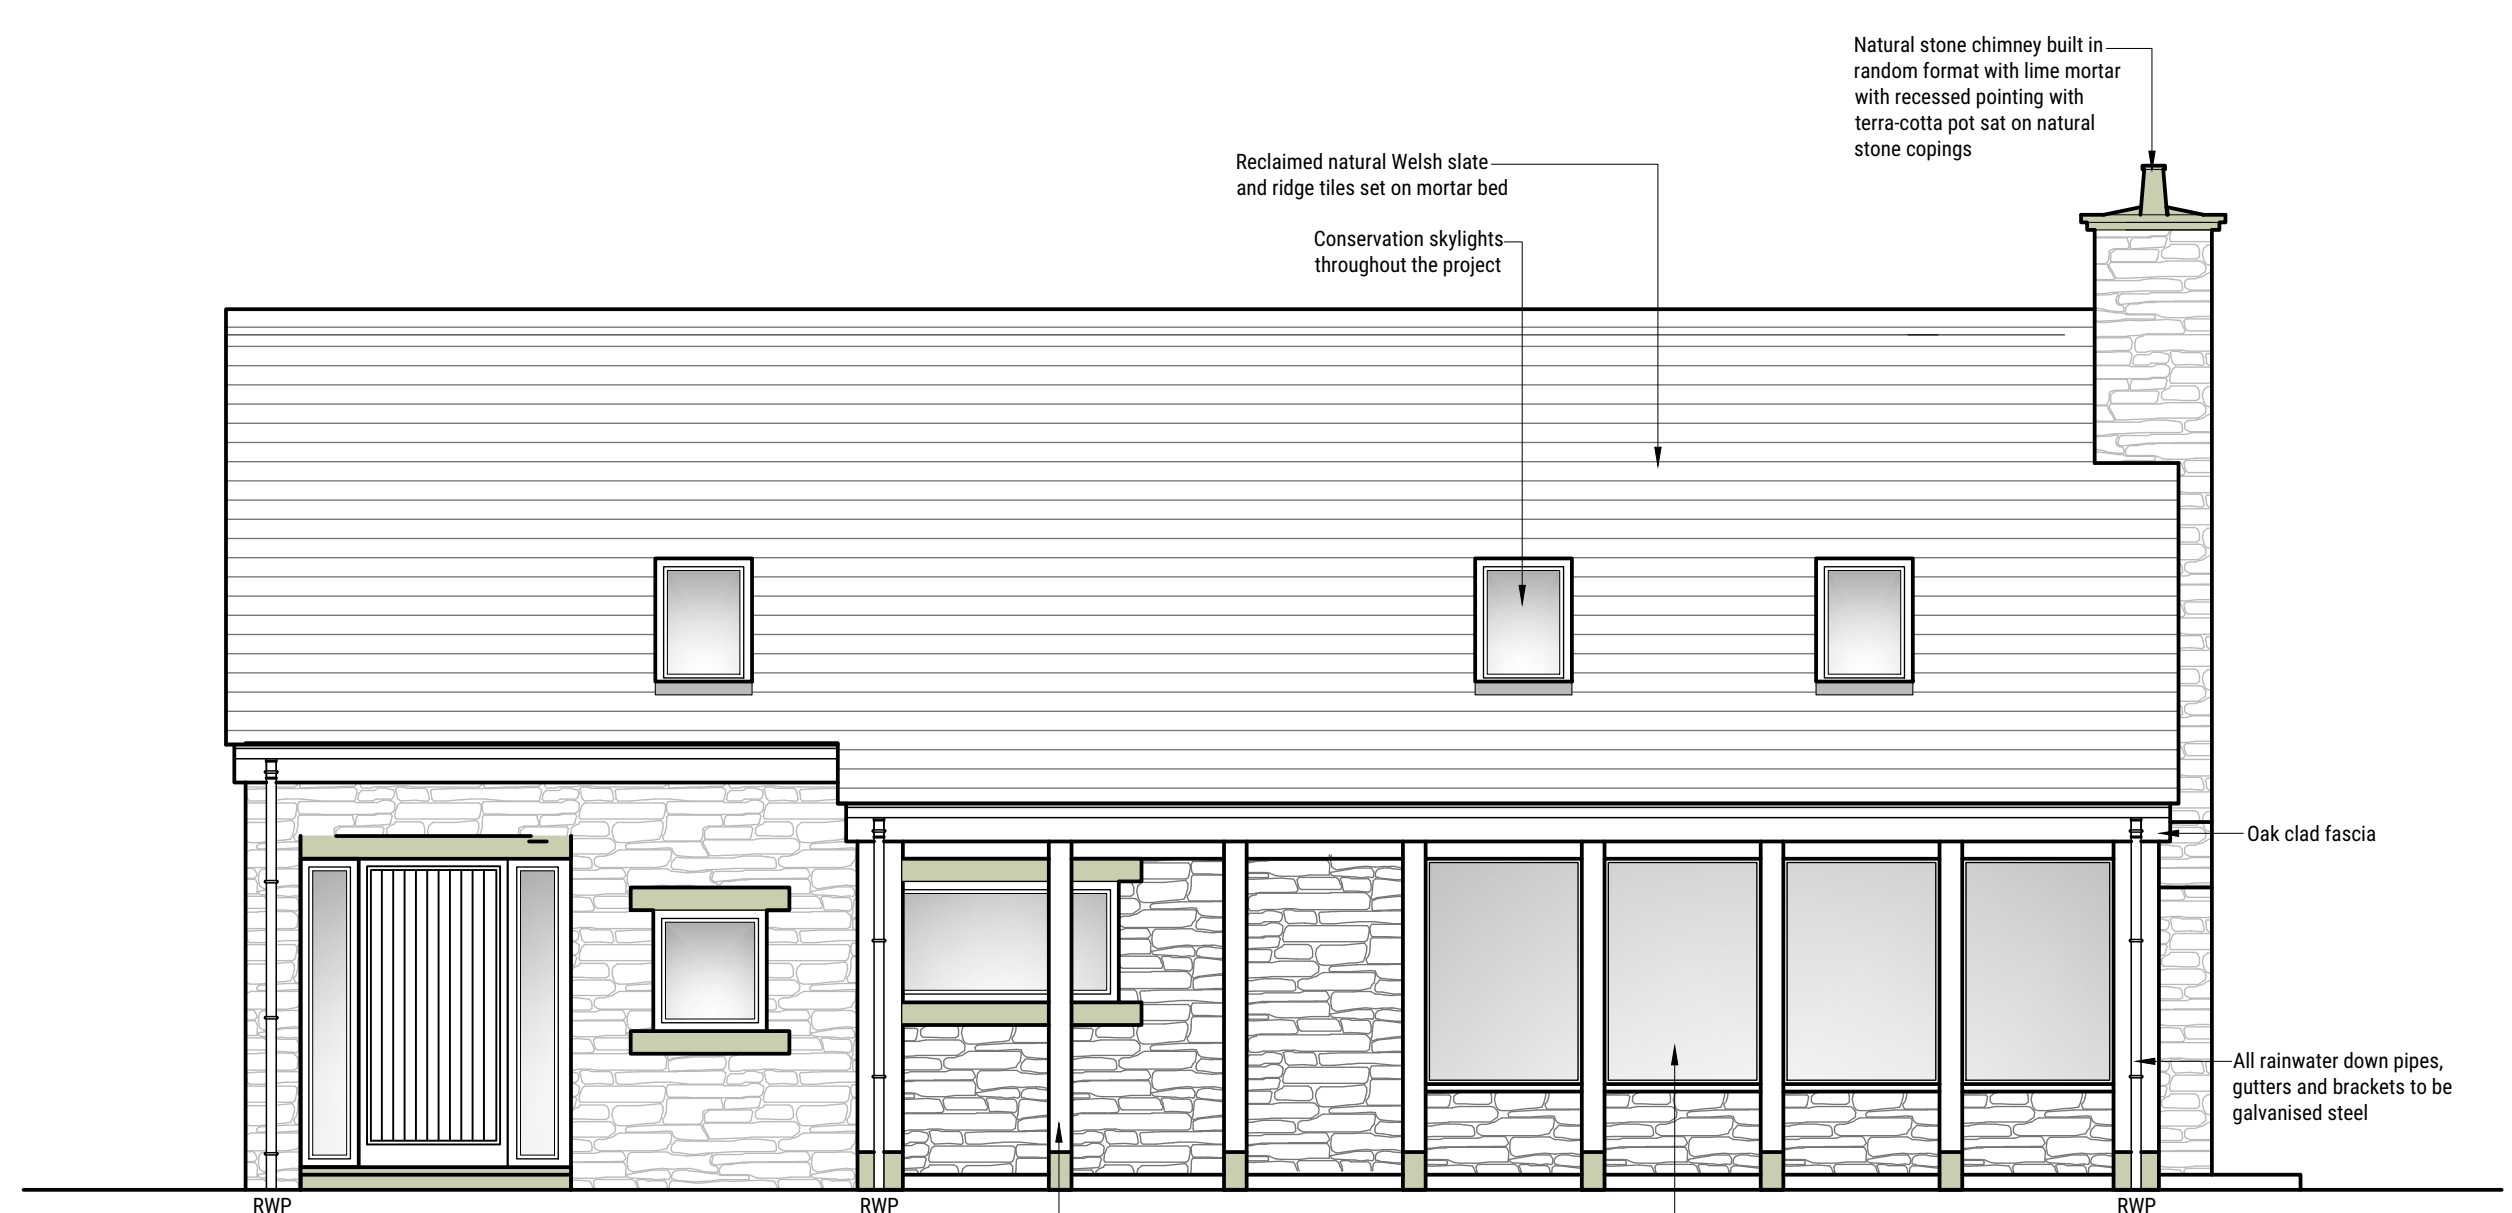 Natural stone chimney built in
random format with lime mortar
with recessed pointing with
terra-cotta pot sat on natural
stone copings
Reclaimed natural Welsh slate
and ridge tiles set on mortar bed
Conservation skylights
throughout the project
Oak clad fascia
All rainwater down pipes,
gutters and brackets to be
galvanised steel
RWP
RWP
RWP